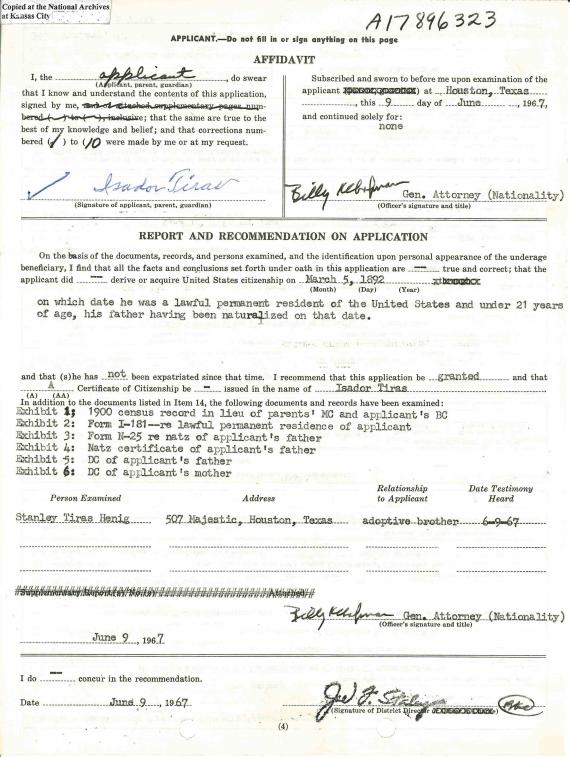 Copied at the National Archives
at Kansas City
A17896323
APPLICANT.—Do not fill in or sign anything on this page
AFFIDAVIT
I, the applicant, do swear
(Applicant, parent, guardian)
that I know and understand the contents of this application,
signed by me, and of attached supplementary pages num-
bered ( ) to ( ), inclusive; that the same are true to the
best of my knowledge and belief; and that corrections num-
bered (1) to (10) were made by me or at my request.
Isador Tiras
(Signature of applicant, parent, guardian)
Subscribed and sworn to before me upon examination of the
applicant at Houston, Texas
, this 9 day of June, 1967,
and continued solely for:
none
Billy Gen. Attorney (Nationality)
(Officer's signature and title)
REPORT AND RECOMMENDATION ON APPLICATION
On the basis of the documents, records, and persons examined, and the identification upon personal appearance of the underage
beneficiary, I find that all the facts and conclusions set forth under oath in this application are -- true and correct; that the
applicant did -- derive or acquire United States citizenship on March 5, 1892
(Month) (Day) (Year)
on which date he was a lawful permanent resident of the United States and under 21 years
of age, his father having been naturalized on that date.
and that (s)he has not been expatriated since that time. I recommend that this application be granted and that
A Certificate of Citizenship be - issued in the name of Isador Tiras
(A) (AA)
In addition to the documents listed in Item 14, the following documents and records have been examined:
Exhibit 1: 1900 census record in lieu of parents' MC and applicant's BC
Exhibit 2: Form I-181--re lawful permanent residence of applicant
Exhibit 3: Form N-25 re natz of applicant's father
Exhibit 4: Natz certificate of applicant's father
Exhibit 5: DC of applicant's father
Exhibit 6: DC of applicant's mother
Person Examined Address Relationship to Applicant Date Testimony Heard
Stanley Tiras Henig 507 Majestic, Houston, Texas adoptive brother 6-9-67
Supplementary Report(s) No.(s) Attached
Billy Gen. Attorney (Nationality)
(Officer's signature and title)
June 9, 1967
I do -- concur in the recommendation.
Date June 9, 1967
(Signature of District Director)
(4)